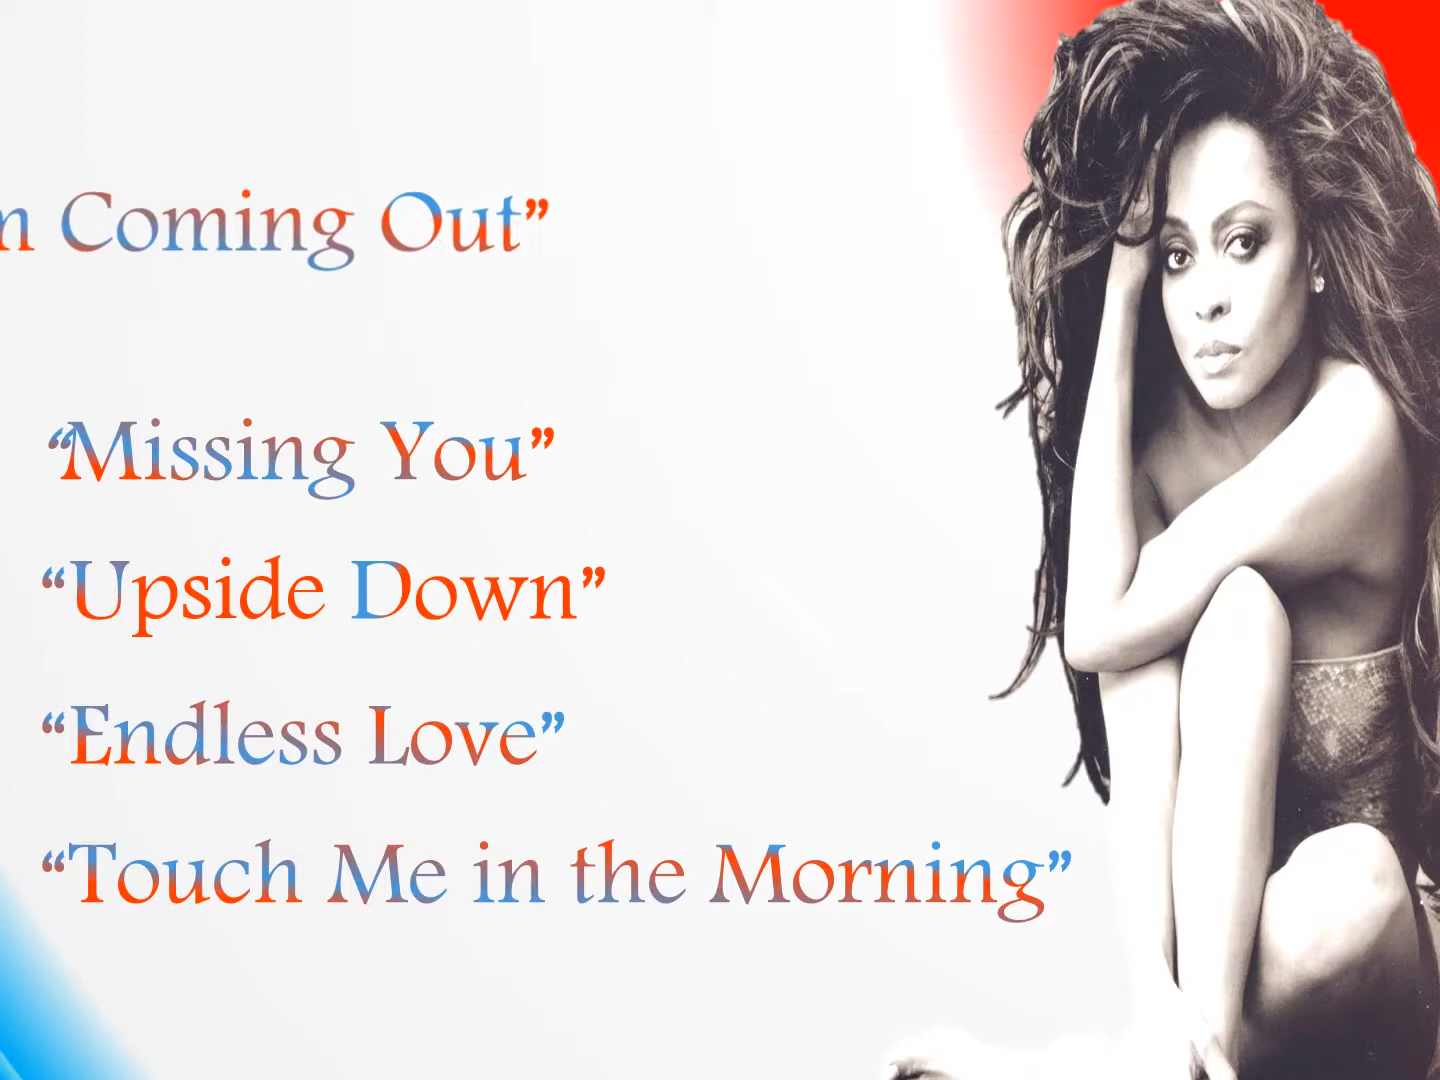 n Coming Out”
“Missing You”
“Upside Down”
“Endless Love”
“Touch Me in the Morning”